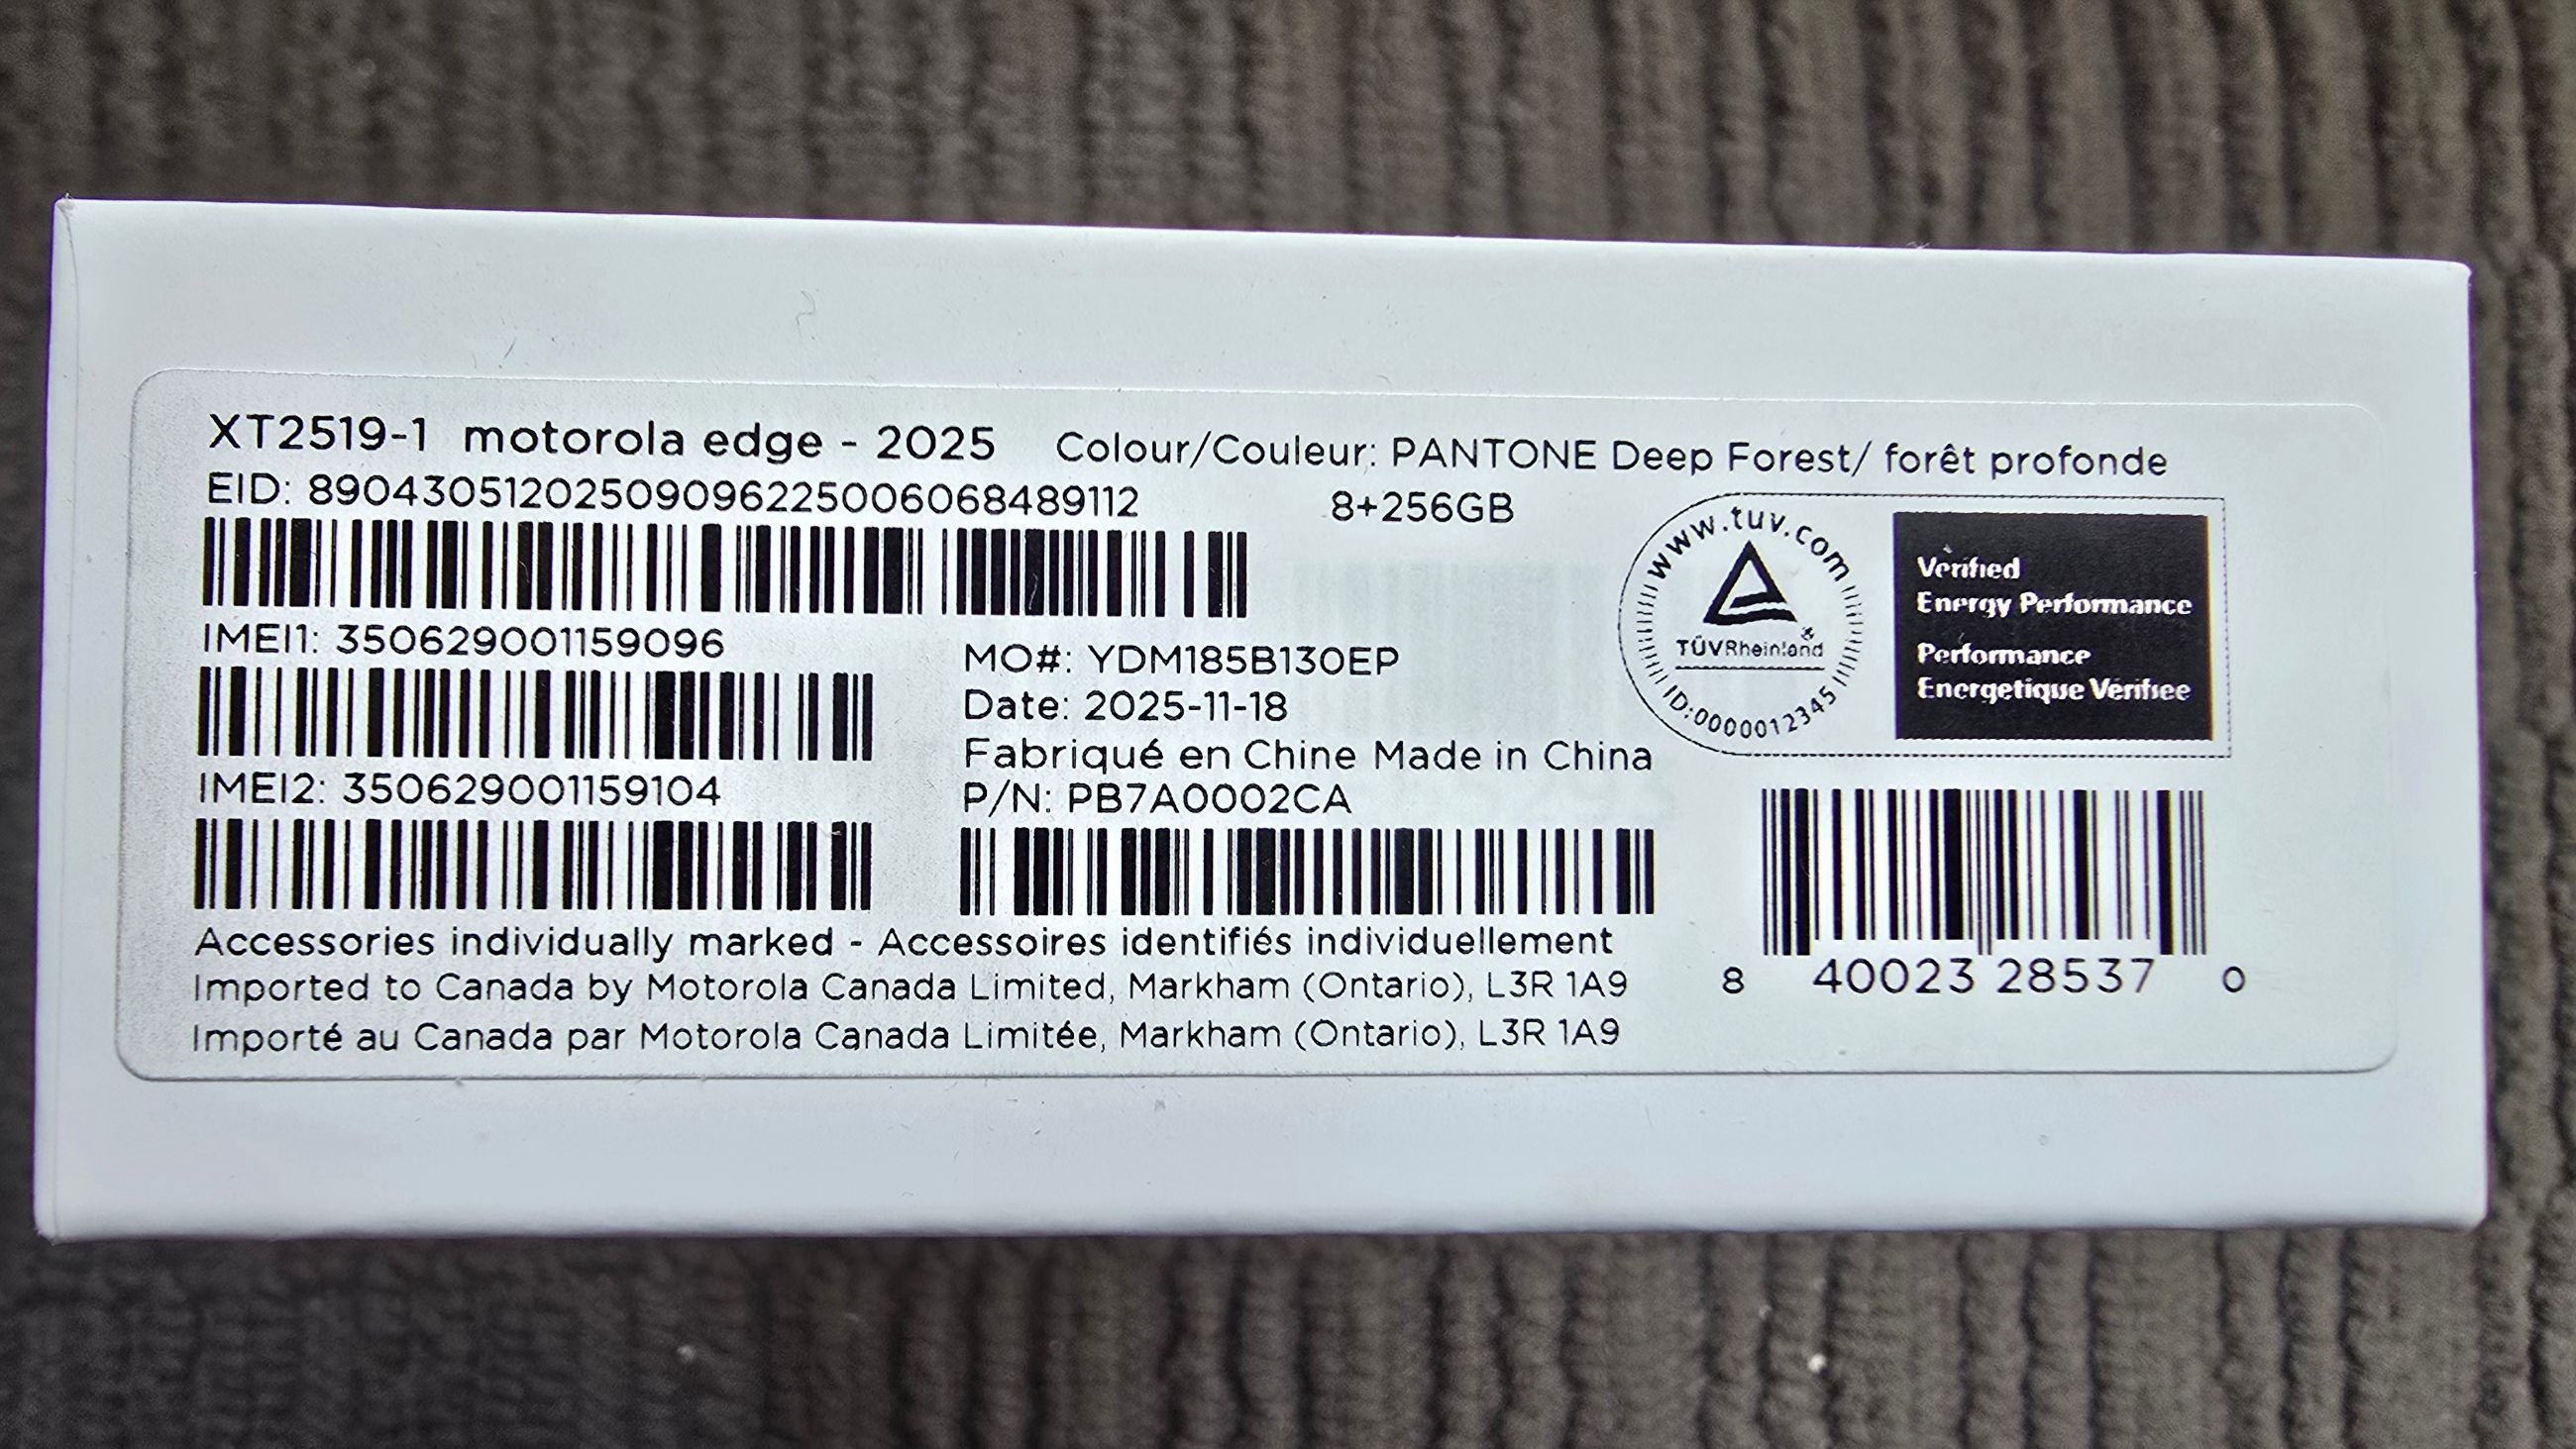 XT2519-1 motorola edge - 2025 Colour/Couleur: PANTONE Deep Forest/ forêt profonde
EID: 89043051202509096225006068489112
8+256GB
IMEI1: 350629001159096
IMEI2: 350629001159104
MO#: YDM185B130EP
Date: 2025-11-18
Fabriqué en Chine Made in China
P/N: PB7A0002CA
www.tuv.com
TÜVRheinland
ID:0000012345
Verified
Energy Performance
Performance
Energetique Verifiee
8 40023 28537 0
Accessories individually marked - Accessoires identifiés individuellement
Imported to Canada by Motorola Canada Limited, Markham (Ontario), L3R 1A9
Importé au Canada par Motorola Canada Limitée, Markham (Ontario), L3R 1A9